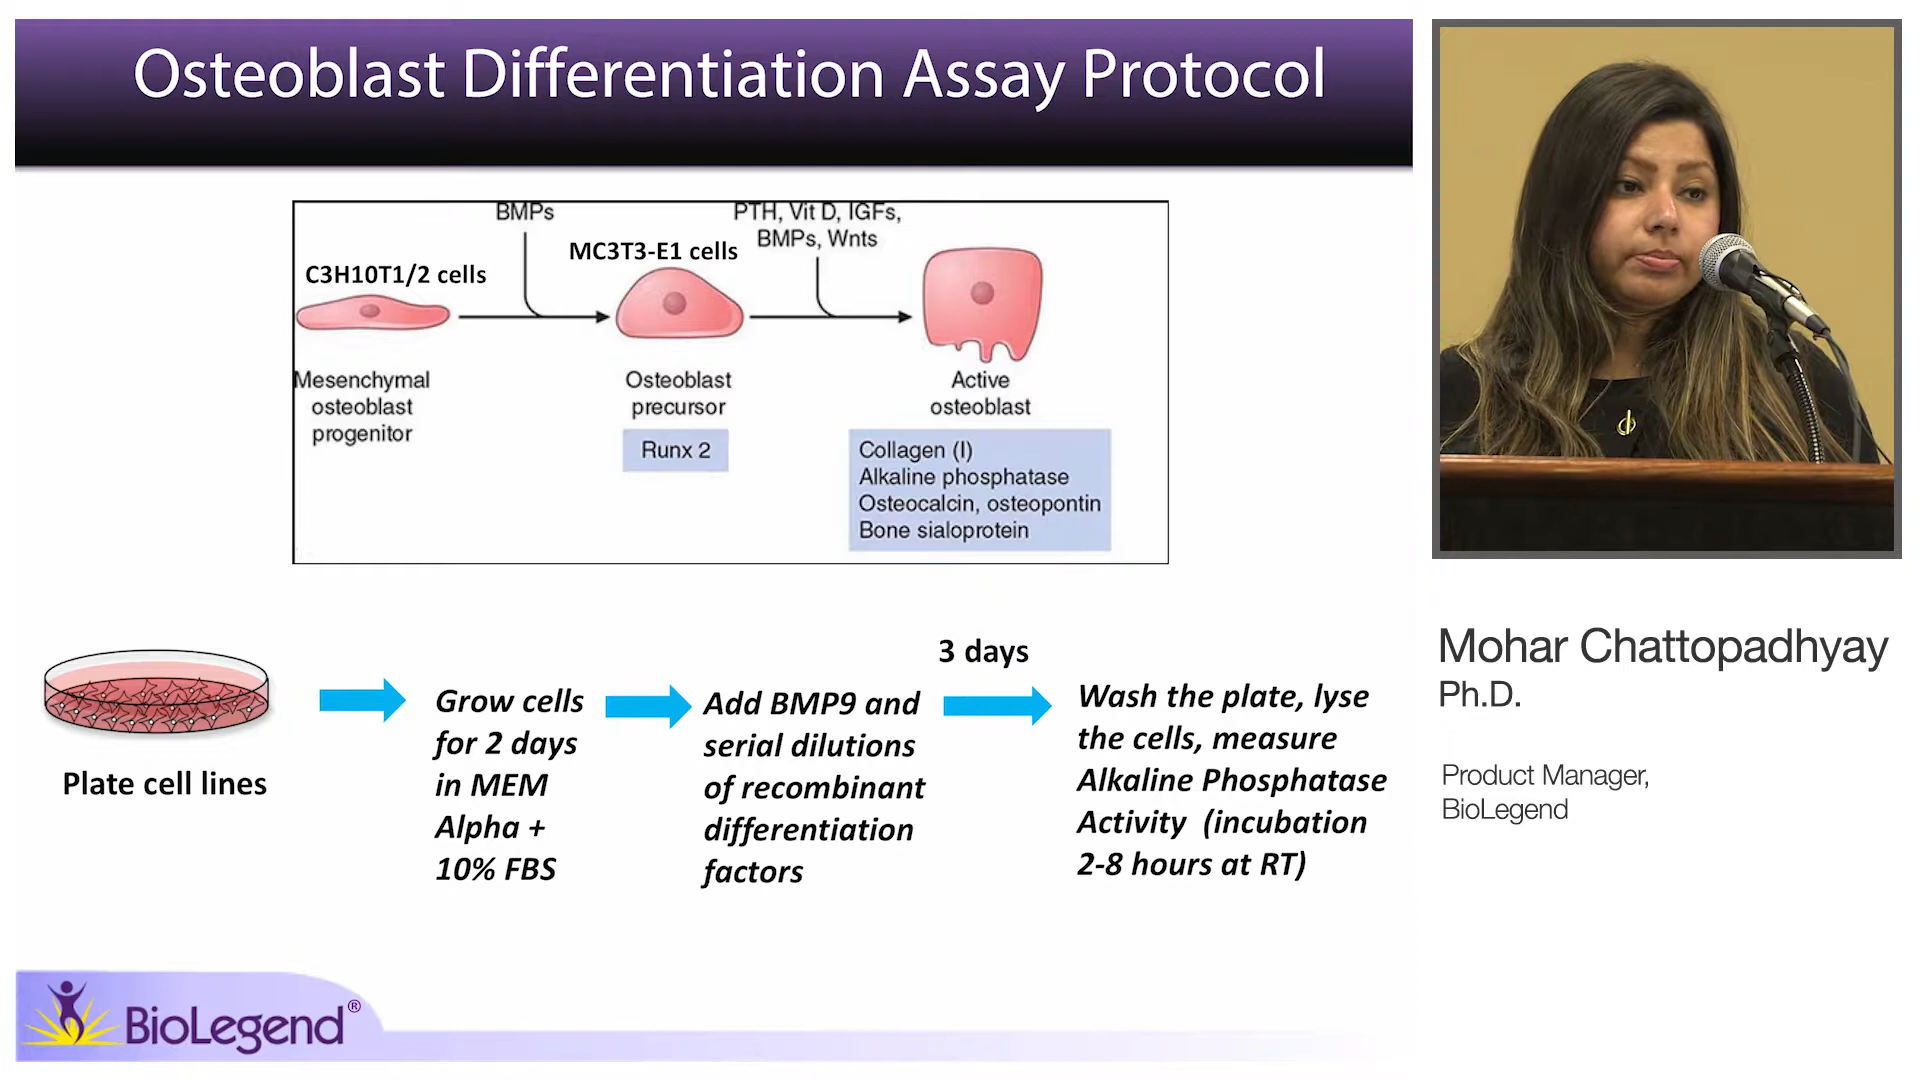 Osteoblast Differentiation Assay Protocol
BMPs
PTH, Vit D, IGFs,
BMPs, Wnts
MC3T3-E1 cells
C3H10T1/2 cells
Mesenchymal
osteoblast
progenitor
Osteoblast
precursor
Runx 2
Active
osteoblast
Collagen (I)
Alkaline phosphatase
Osteocalcin, osteopontin
Bone sialoprotein
Plate cell lines
Grow cells
for 2 days
in MEM
Alpha +
10% FBS
Add BMP9 and
serial dilutions
of recombinant
differentiation
factors
3 days
Wash the plate, lyse
the cells, measure
Alkaline Phosphatase
Activity (incubation
2-8 hours at RT)
BioLegend®
Mohar Chattopadhyay
Ph.D.
Product Manager,
BioLegend